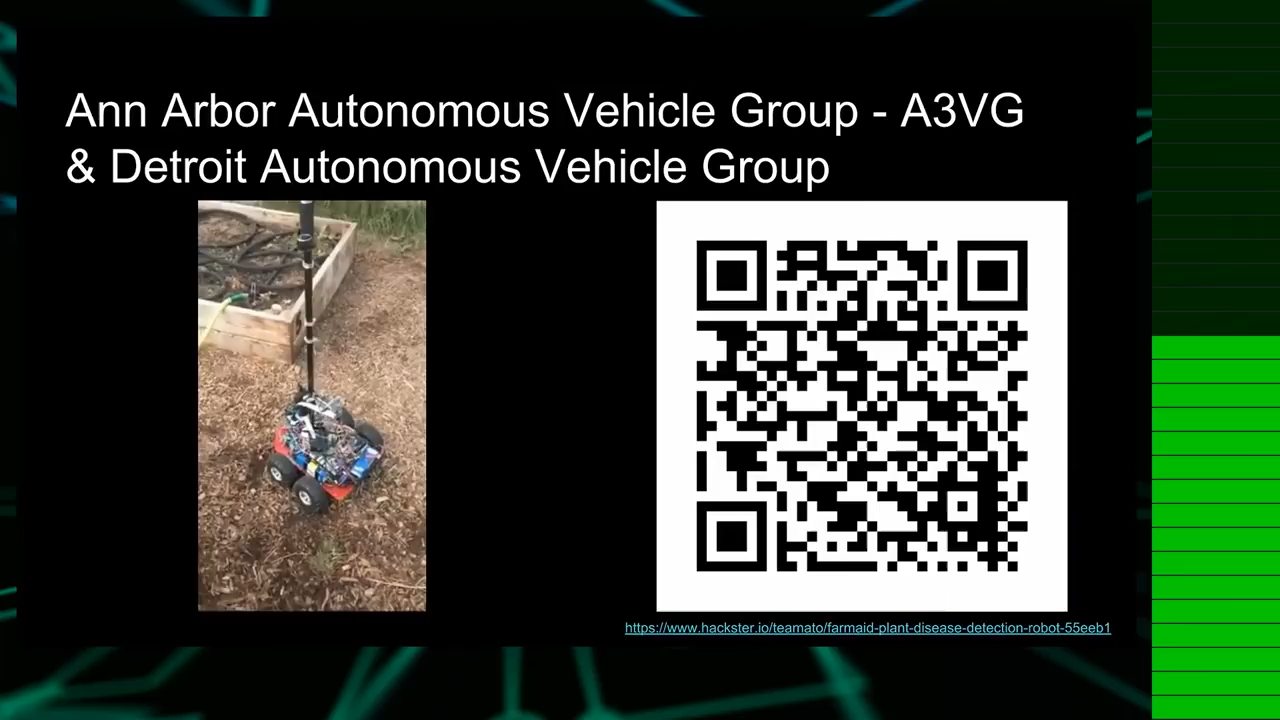 Ann Arbor Autonomous Vehicle Group - A3VG
& Detroit Autonomous Vehicle Group
https://www.hackster.io/teamato/farmaid-plant-disease-detection-robot-55eeb1